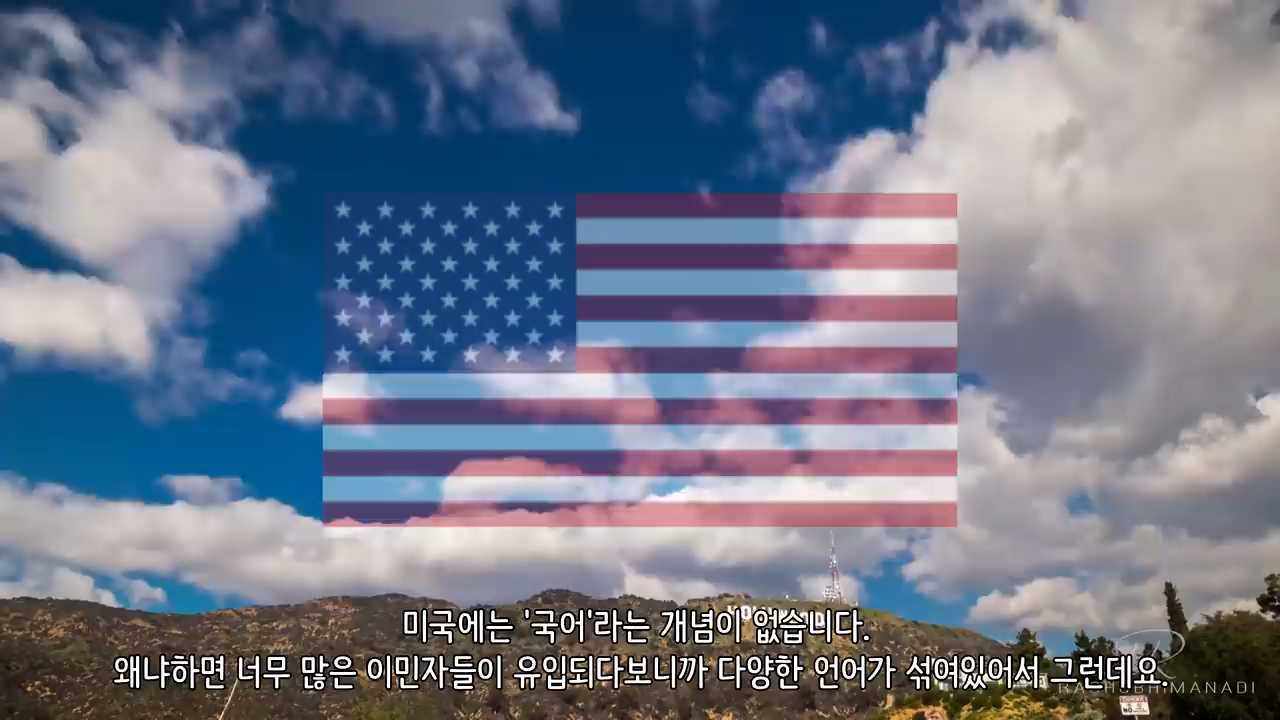 미국에는 '국어'라는 개념이 없습니다.
왜냐하면 너무 많은 이민자들이 유입되다보니까 다양한 언어가 섞여있어서 그런데요.